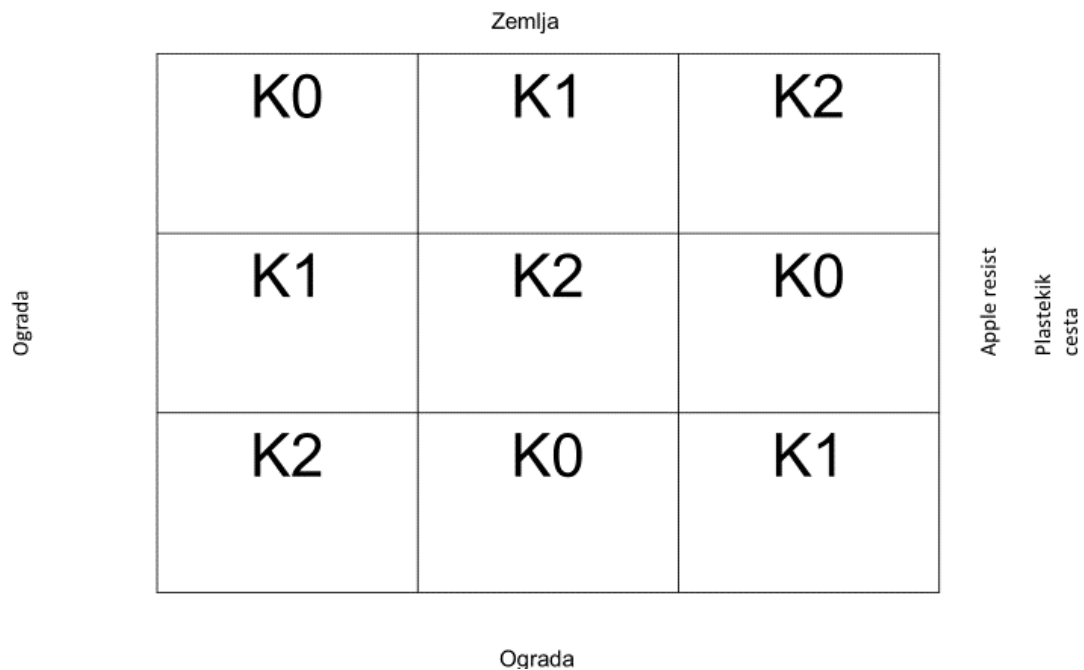 Zemlja
K0 K1 K2
K1 K2 K0
K2 K0 K1
Ograda
Apple resist
Plastekik
cesta
Ograda